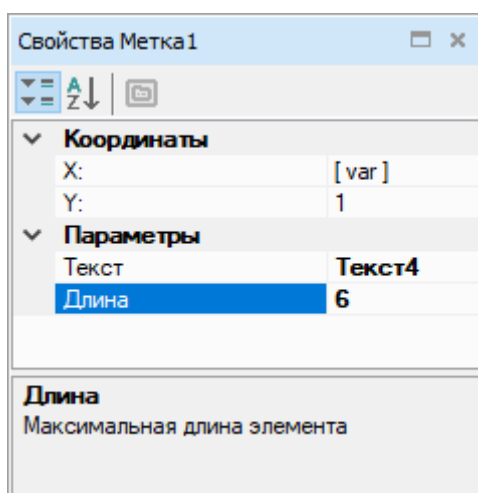 Свойства Метка1
A
Z
Координаты
X: [ var ]
Y: 1
Параметры
Текст Текст4
Длина 6
Длина
Максимальная длина элемента